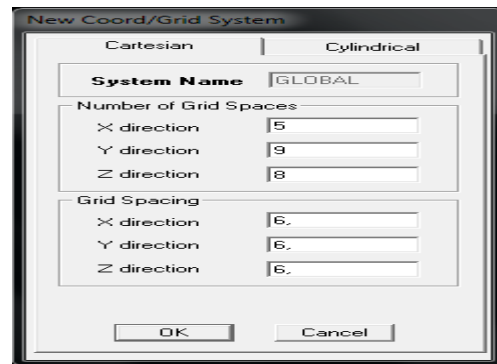 New Coord/Grid System
Cartesian Cylindrical
System Name GLOBAL
Number of Grid Spaces
X direction 5
Y direction 9
Z direction 8
Grid Spacing
X direction 6,
Y direction 6,
Z direction 6,
OK Cancel